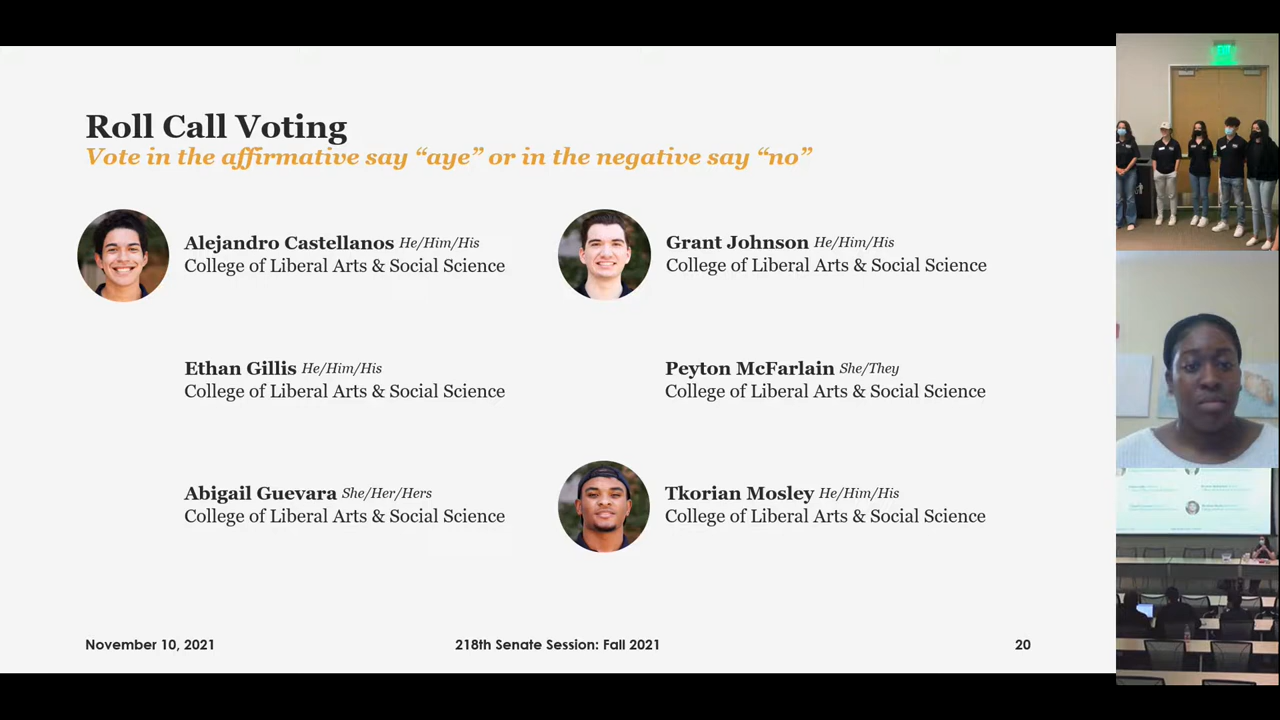 Roll Call Voting
Vote in the affirmative say “aye” or in the negative say “no”
Alejandro Castellanos He/Him/His
College of Liberal Arts & Social Science
Grant Johnson He/Him/His
College of Liberal Arts & Social Science
Ethan Gillis He/Him/His
College of Liberal Arts & Social Science
Peyton McFarlain She/They
College of Liberal Arts & Social Science
Abigail Guevara She/Her/Hers
College of Liberal Arts & Social Science
Tkorian Mosley He/Him/His
College of Liberal Arts & Social Science
November 10, 2021
218th Senate Session: Fall 2021
20